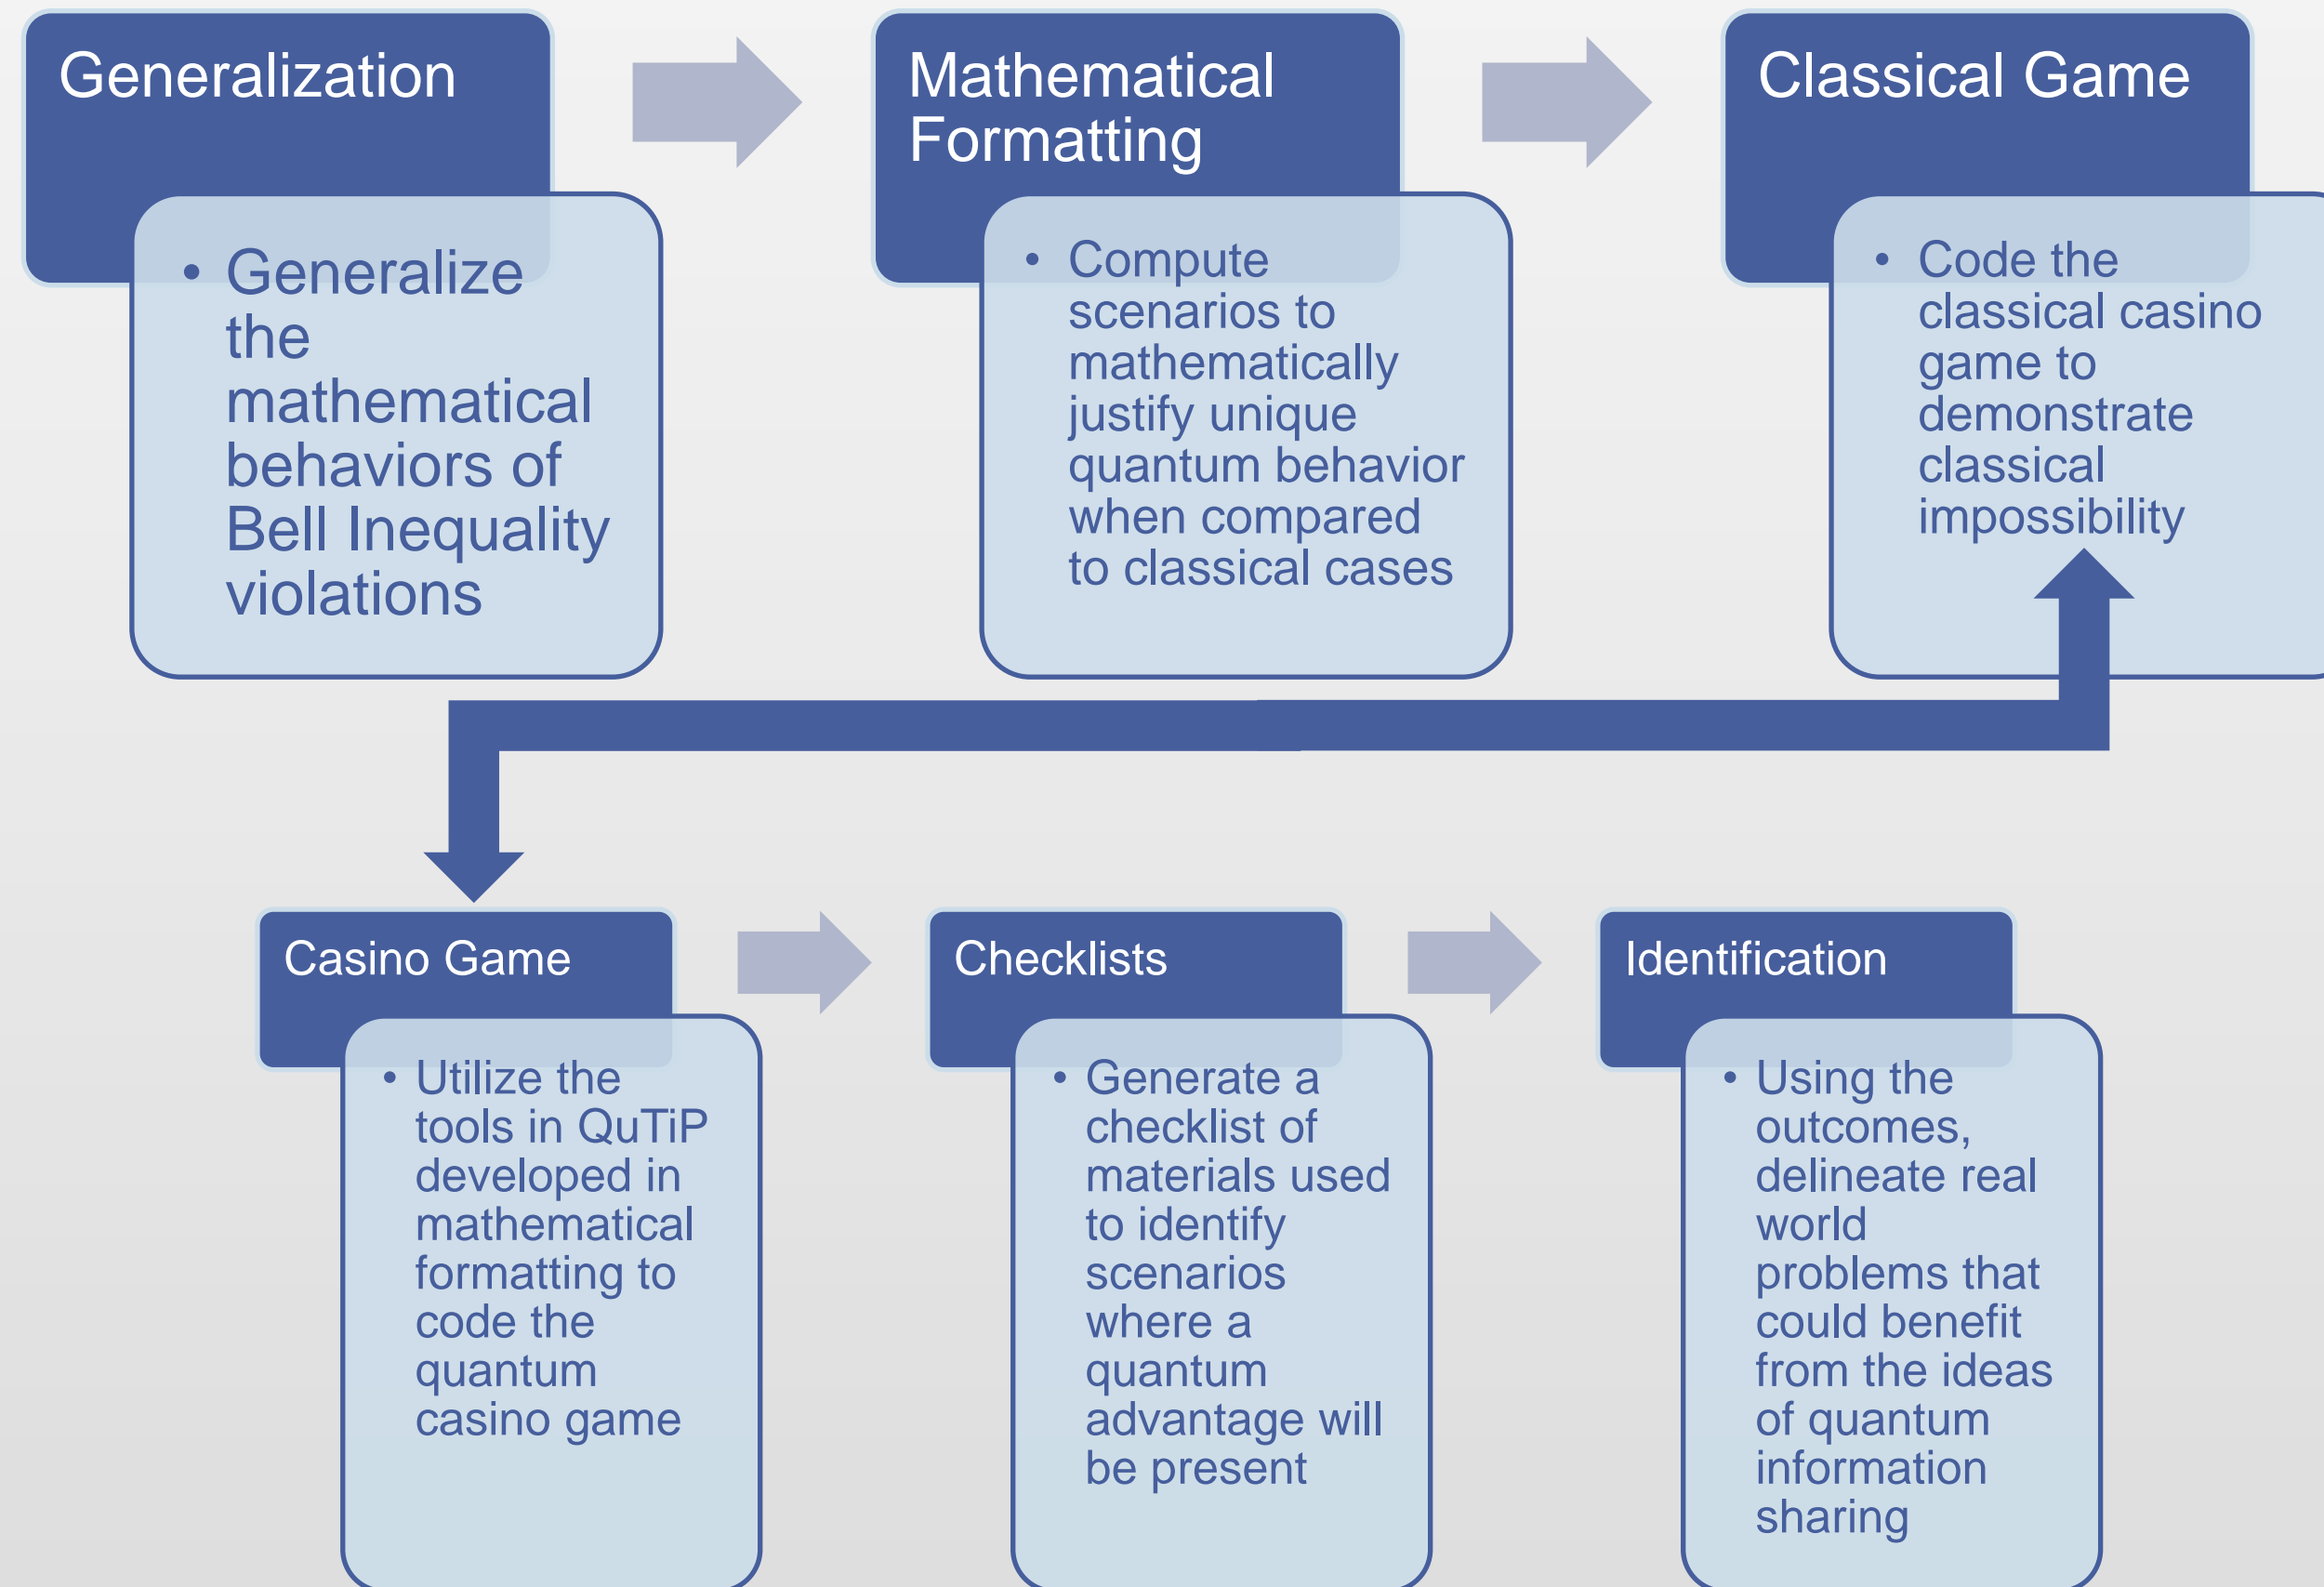 Generalization
• Generalize
the
mathematical
behaviors of
Bell Inequality
violations
Mathematical
Formatting
• Compute
scenarios to
mathematically
justify unique
quantum behavior
when compared
to classical cases
Classical Game
• Code the
classical casino
game to
demonstrate
classical
impossibility
Casino Game
• Utilize the
tools in QuTiP
developed in
mathematical
formatting to
code the
quantum
casino game
Checklists
• Generate a
checklist of
materials used
to identify
scenarios
where a
quantum
advantage will
be present
Identification
• Using the
outcomes,
delineate real
world
problems that
could benefit
from the ideas
of quantum
information
sharing